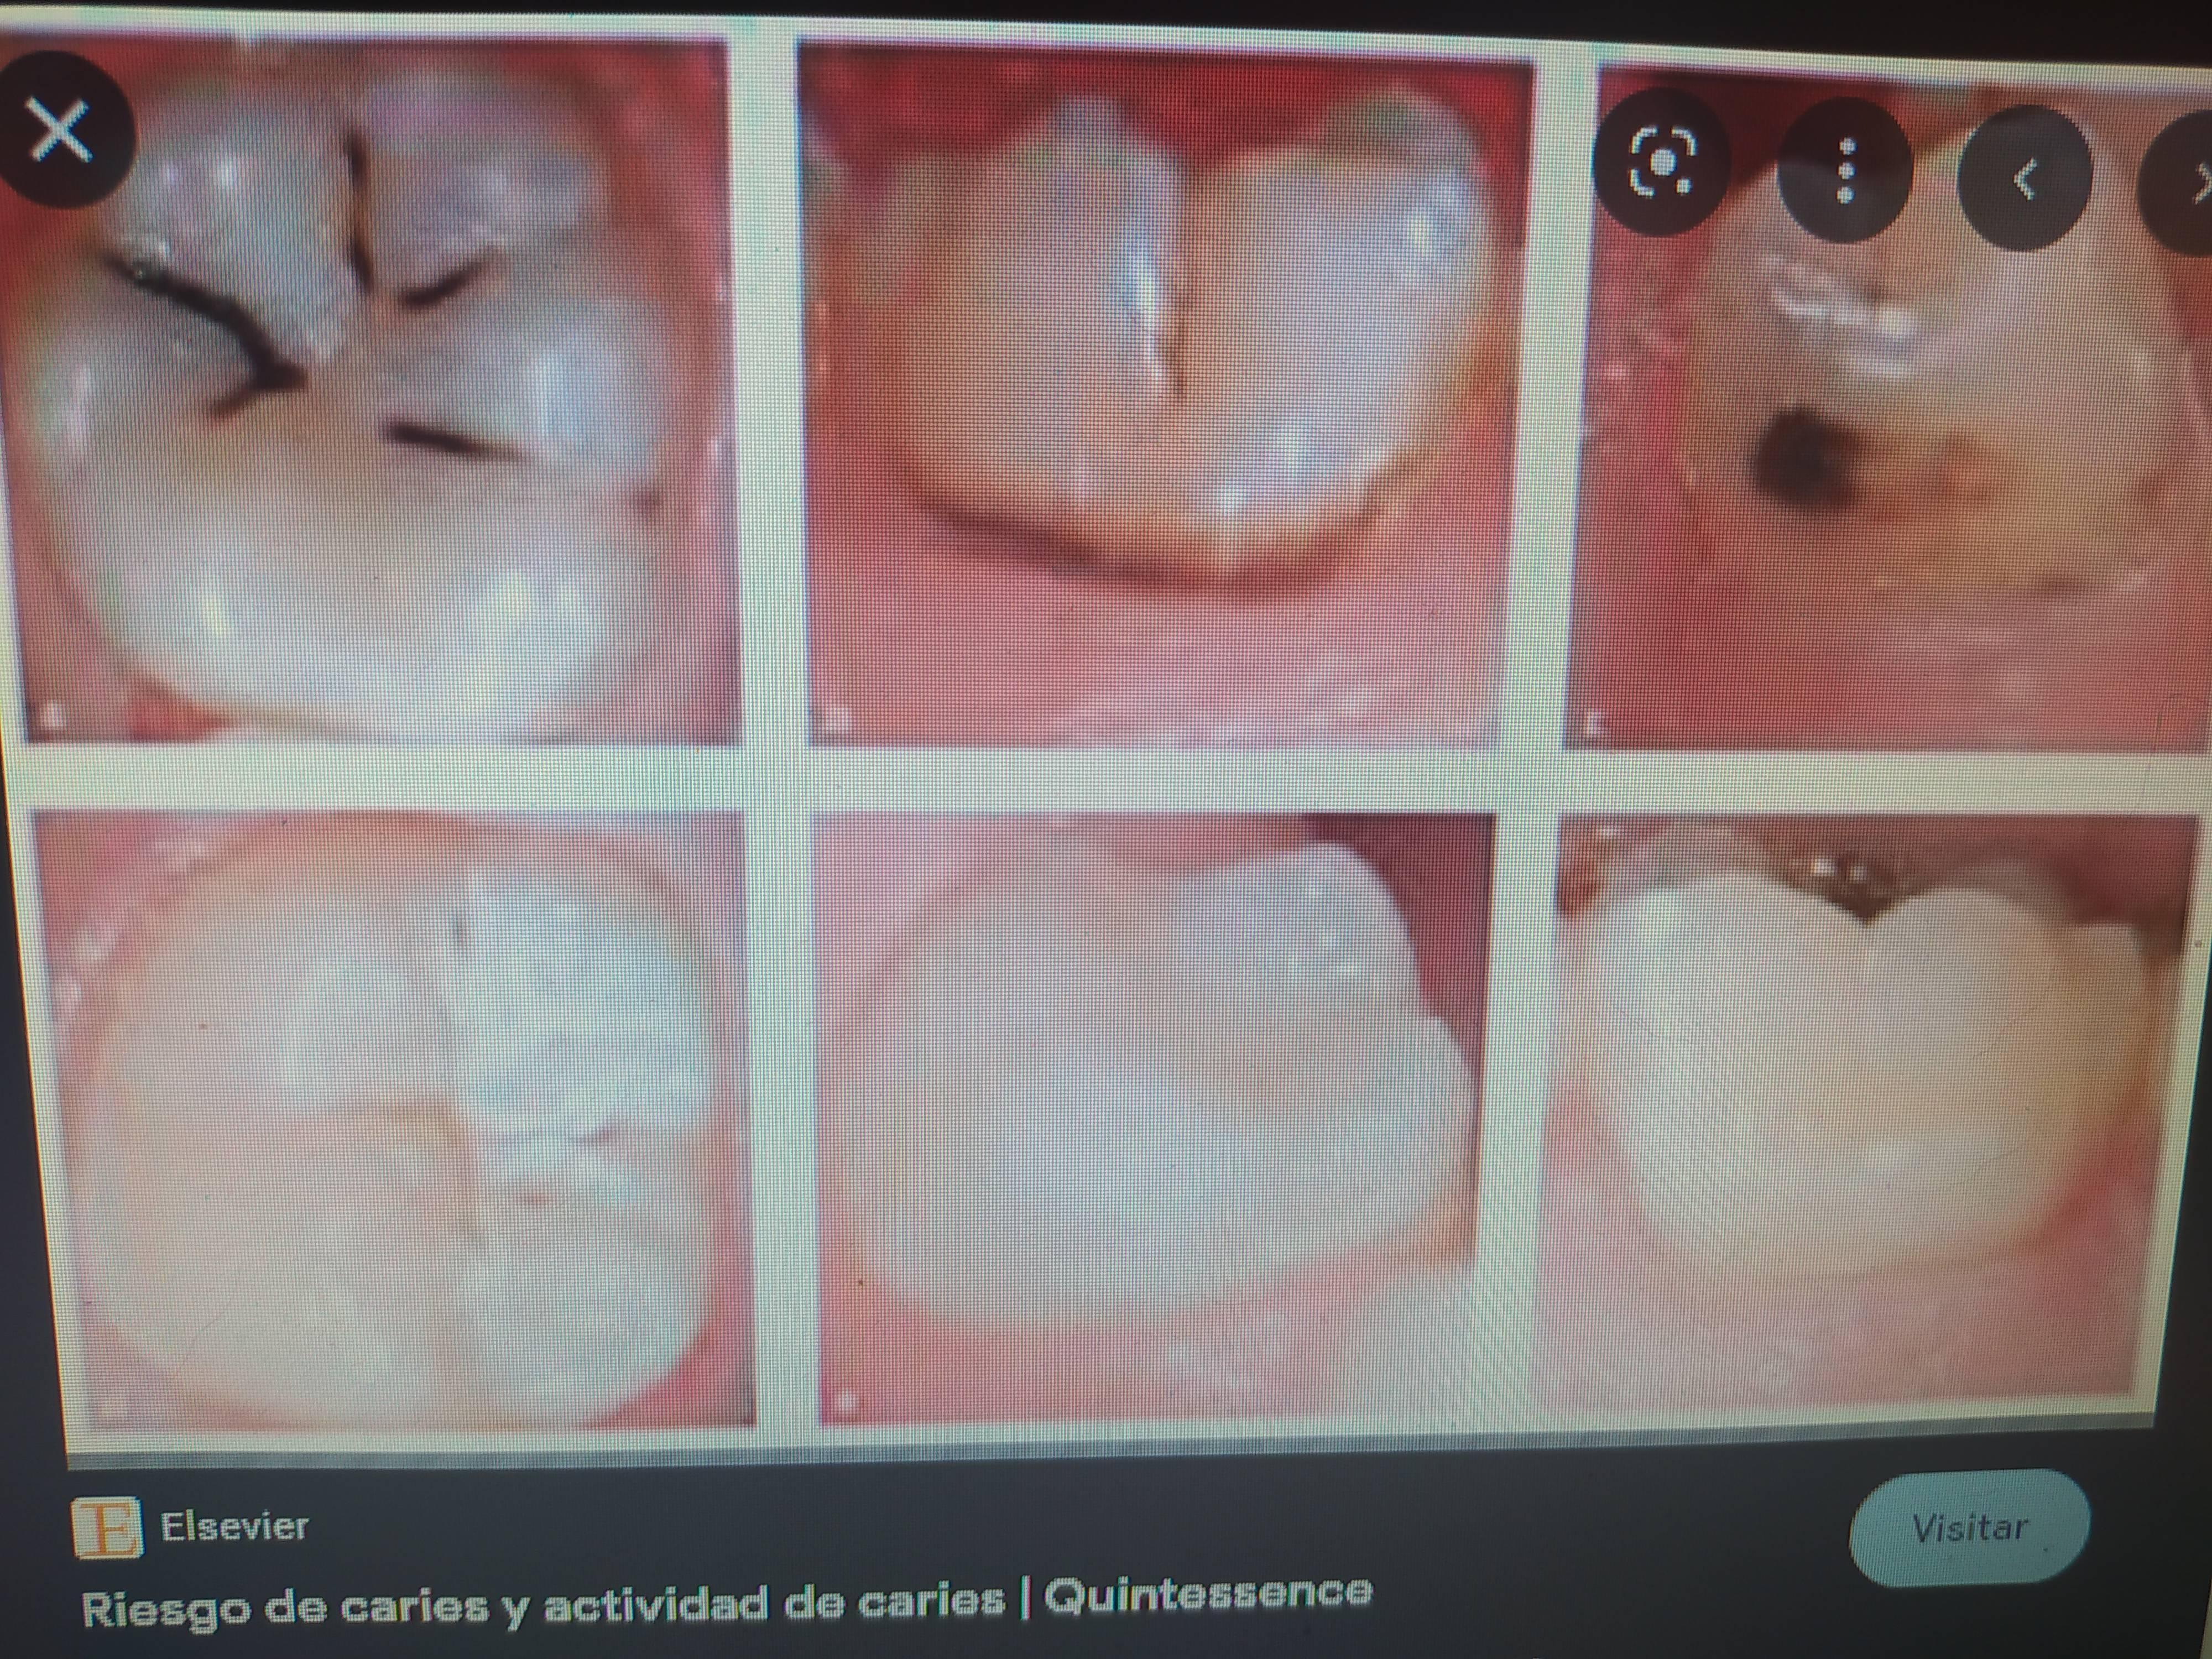 Elsevier
Visitar
Riesgo de caries y actividad de caries | Quintessence